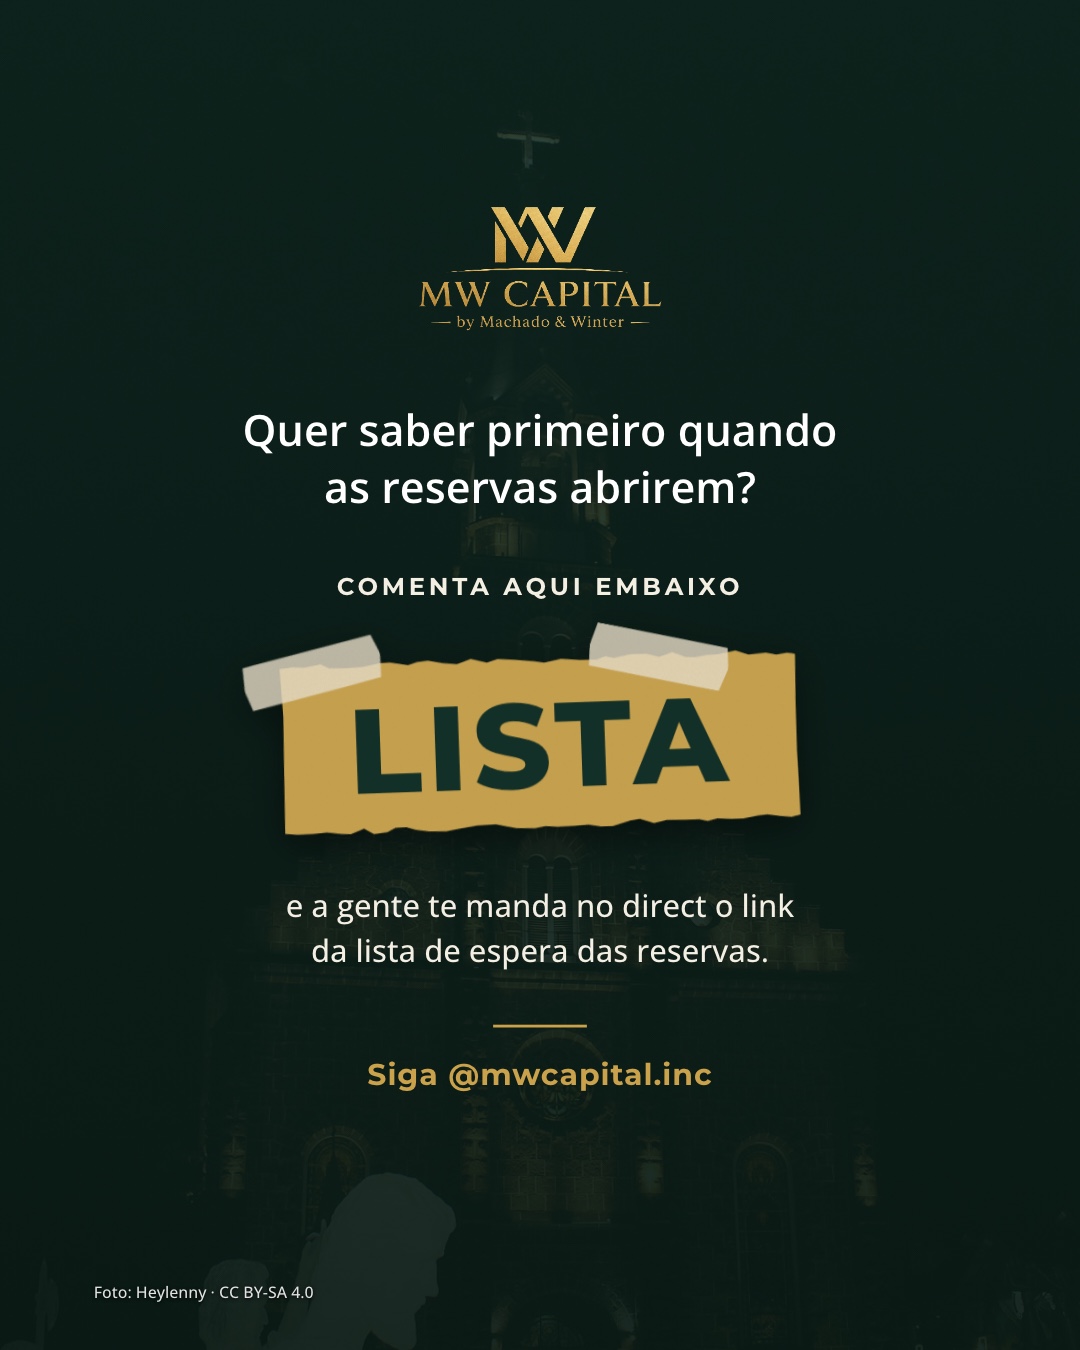 MW
MW CAPITAL
by Machado & Winter
Quer saber primeiro quando
as reservas abrirem?
COMENTA AQUI EMBAIXO
LISTA
e a gente te manda no direct o link
da lista de espera das reservas.
Siga @mwcapital.inc
Foto: Heylenny · CC BY-SA 4.0